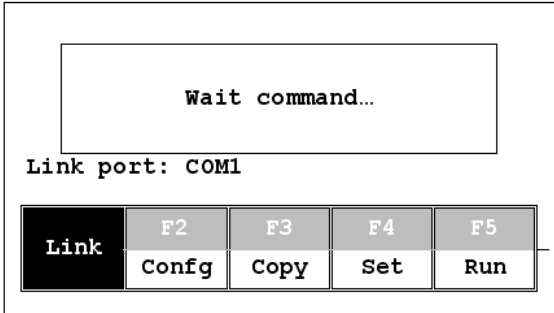 Wait command…
Link port: COM1
Link
F2 F3 F4 F5
Confg Copy Set Run